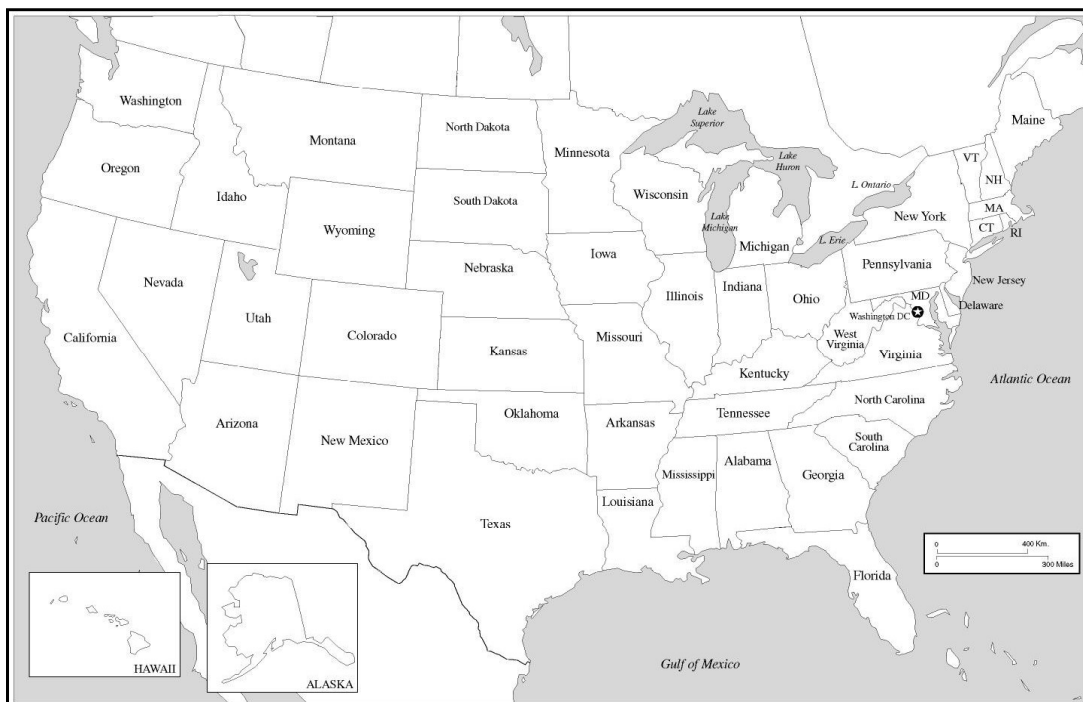 Washington
Montana
North Dakota
Minnesota
Lake
Superior
Lake
Huron
Maine
VT
NH
Oregon
Idaho
South Dakota
Wisconsin
Lake
Michigan
L. Ontario
New York
MA
CT
RI
Wyoming
Michigan
L. Erie
Nebraska
Iowa
Pennsylvania
New Jersey
Nevada
Utah
Illinois
Indiana
Ohio
MD
Delaware
Washington DC
California
Colorado
Kansas
Missouri
West
Virginia
Virginia
Kentucky
Atlantic Ocean
Arizona
New Mexico
Oklahoma
Arkansas
Tennessee
North Carolina
South
Carolina
Mississippi
Alabama
Georgia
Louisiana
Pacific Ocean
Texas
0 400 Km.
0 300 Miles
Florida
HAWAII
ALASKA
Gulf of Mexico